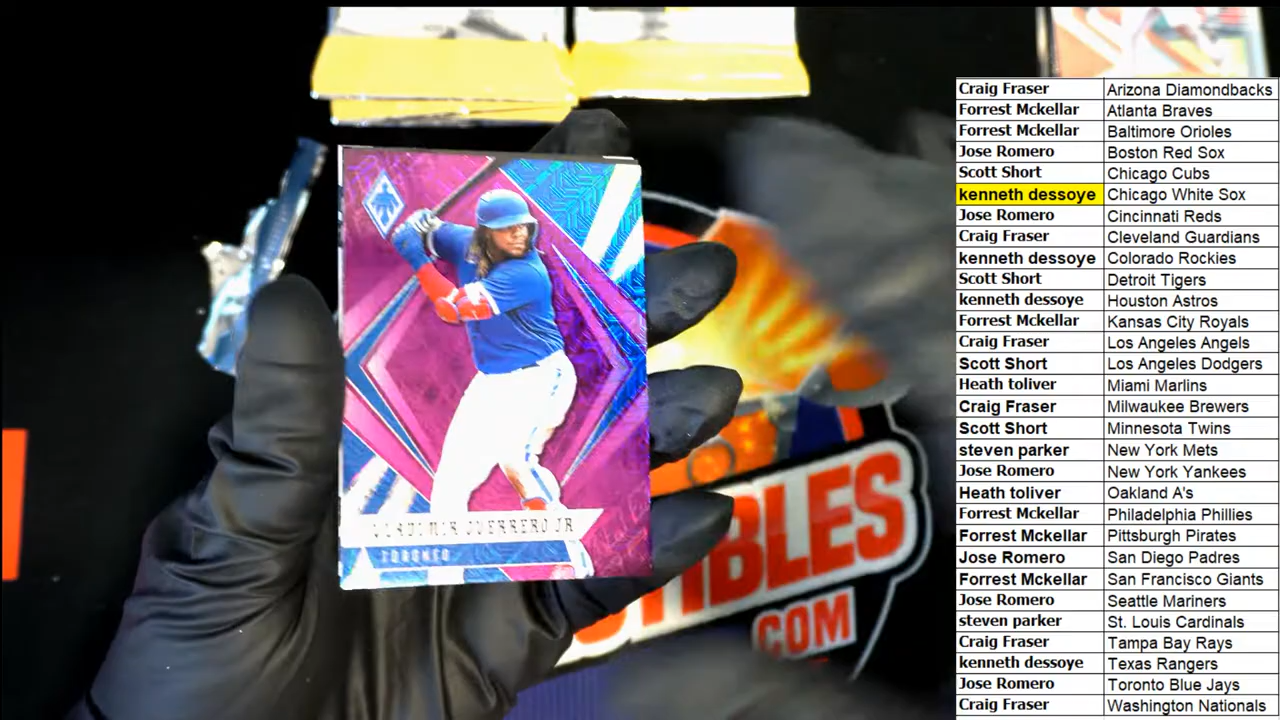 VLADIMIR GUERRERO JR
TORONTO
TIBLES
COM
Craig Fraser Arizona Diamondbacks
Forrest Mckellar Atlanta Braves
Forrest Mckellar Baltimore Orioles
Jose Romero Boston Red Sox
Scott Short Chicago Cubs
kenneth dessoye Chicago White Sox
Jose Romero Cincinnati Reds
Craig Fraser Cleveland Guardians
kenneth dessoye Colorado Rockies
Scott Short Detroit Tigers
kenneth dessoye Houston Astros
Forrest Mckellar Kansas City Royals
Craig Fraser Los Angeles Angels
Scott Short Los Angeles Dodgers
Heath toliver Miami Marlins
Craig Fraser Milwaukee Brewers
Scott Short Minnesota Twins
steven parker New York Mets
Jose Romero New York Yankees
Heath toliver Oakland A's
Forrest Mckellar Philadelphia Phillies
Forrest Mckellar Pittsburgh Pirates
Jose Romero San Diego Padres
Forrest Mckellar San Francisco Giants
Jose Romero Seattle Mariners
steven parker St. Louis Cardinals
Craig Fraser Tampa Bay Rays
kenneth dessoye Texas Rangers
Jose Romero Toronto Blue Jays
Craig Fraser Washington Nationals